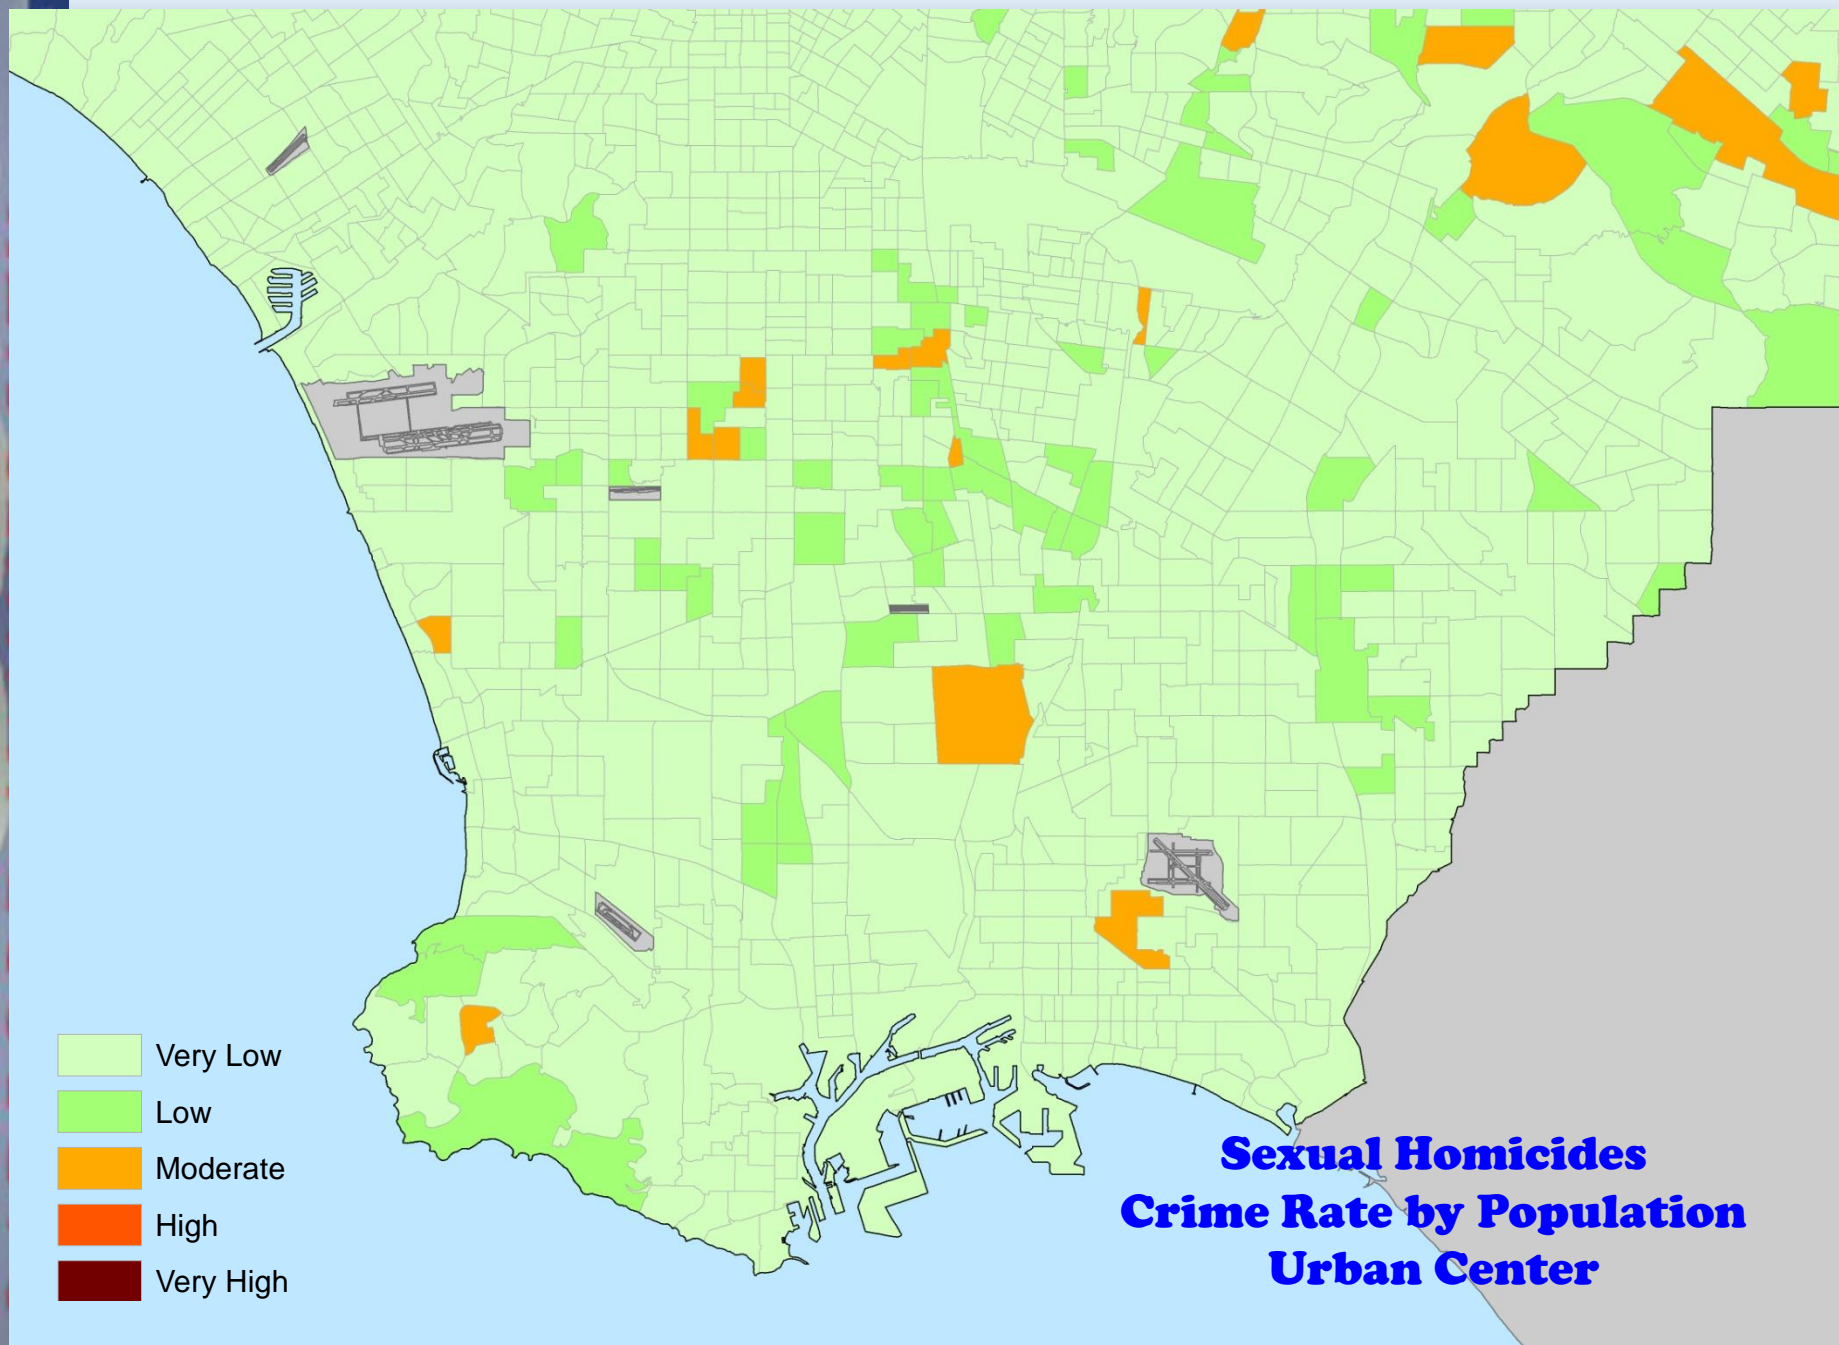 Very Low
Low
Moderate
High
Very High
Sexual Homicides
Crime Rate by Population
Urban Center